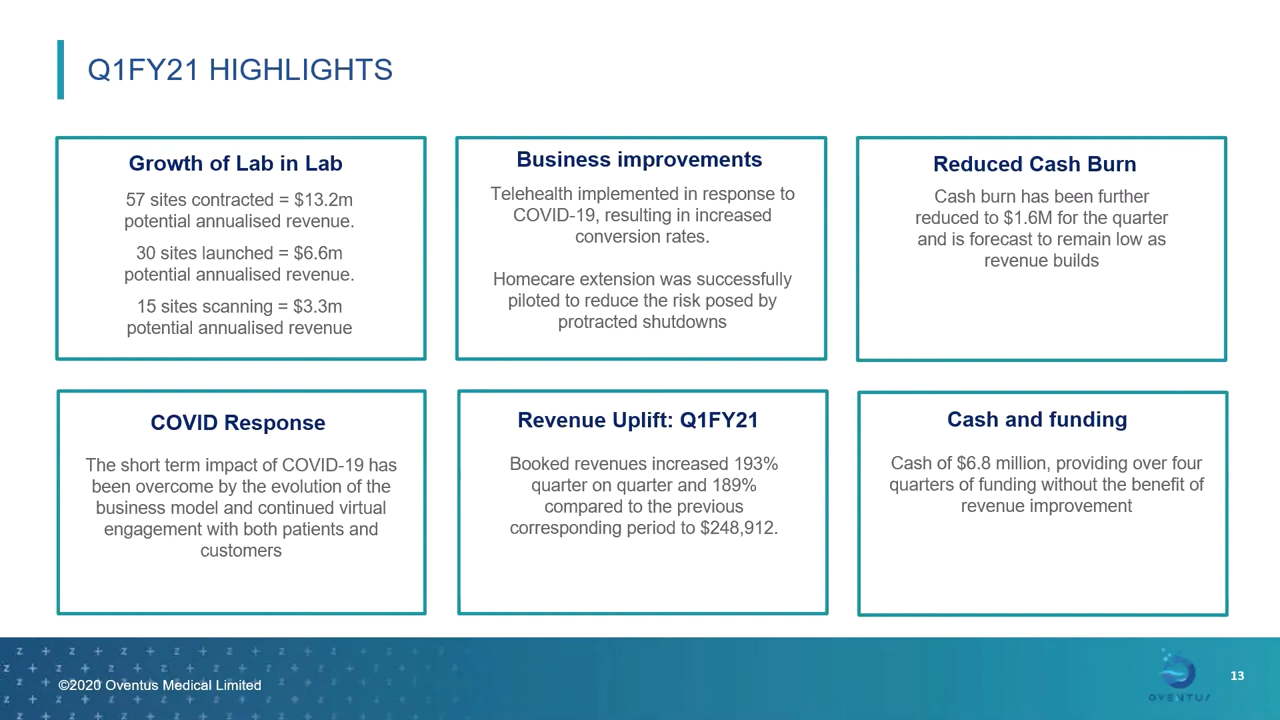 Q1FY21 HIGHLIGHTS
Growth of Lab in Lab
57 sites contracted = $13.2m
potential annualised revenue.
30 sites launched = $6.6m
potential annualised revenue.
15 sites scanning = $3.3m
potential annualised revenue
Business improvements
Telehealth implemented in response to
COVID-19, resulting in increased
conversion rates.
Homecare extension was successfully
piloted to reduce the risk posed by
protracted shutdowns
Reduced Cash Burn
Cash burn has been further
reduced to $1.6M for the quarter
and is forecast to remain low as
revenue builds
COVID Response
The short term impact of COVID-19 has
been overcome by the evolution of the
business model and continued virtual
engagement with both patients and
customers
Revenue Uplift: Q1FY21
Booked revenues increased 193%
quarter on quarter and 189%
compared to the previous
corresponding period to $248,912.
Cash and funding
Cash of $6.8 million, providing over four
quarters of funding without the benefit of
revenue improvement
©2020 Oventus Medical Limited
OVENTUS
13